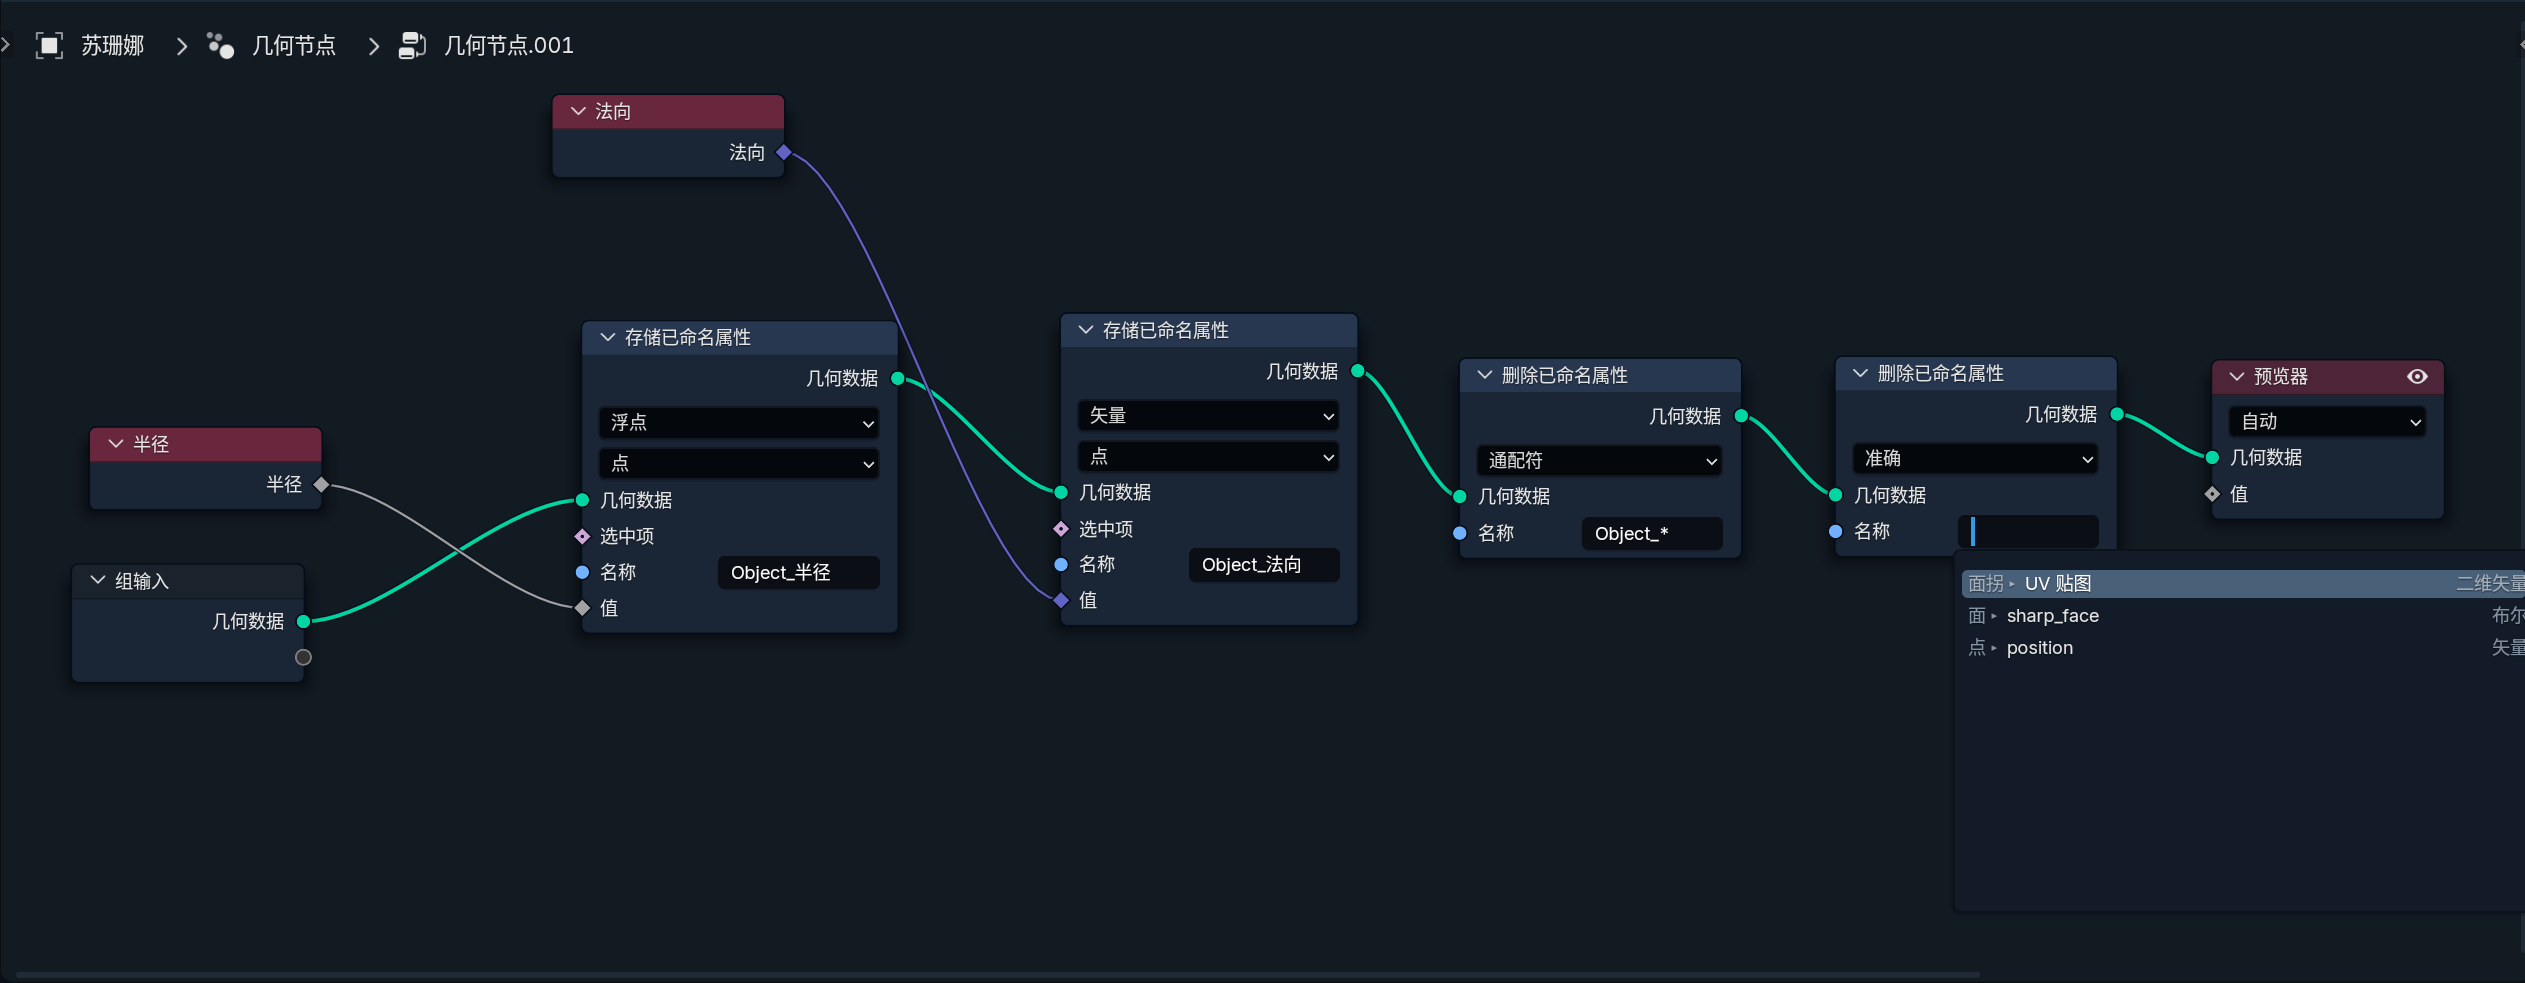 苏珊娜
几何节点
几何节点.001
法向
法向
半径
半径
组输入
几何数据
存储已命名属性
几何数据
浮点
点
几何数据
选中项
名称 Object_半径
值
存储已命名属性
几何数据
矢量
点
几何数据
选中项
名称 Object_法向
值
删除已命名属性
几何数据
通配符
几何数据
名称 Object_*
删除已命名属性
几何数据
准确
几何数据
名称
面拐 UV 贴图 二维矢量
面 sharp_face 布尔
点 position 矢量
预览器
自动
几何数据
值